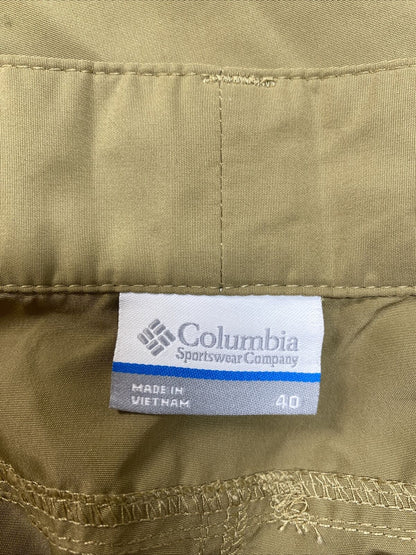 Columbia
Sportswear Company
MADE IN
VIETNAM
40